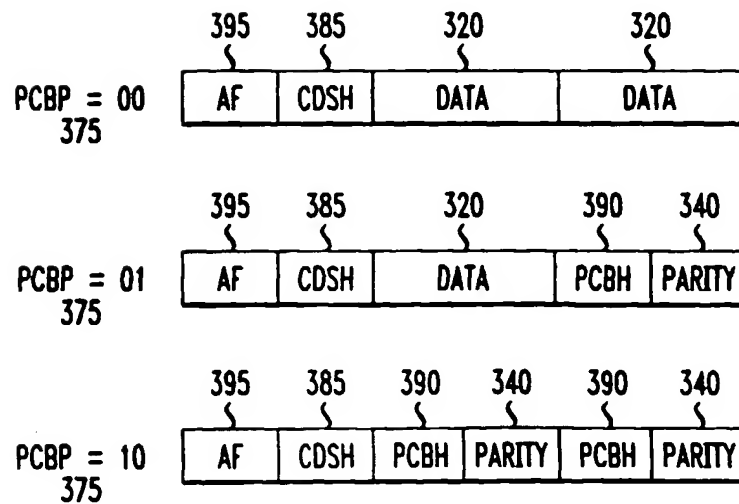 395 385 320 320
PCBP = 00 AF CDSH DATA DATA
375
395 385 320 390 340
PCBP = 01 AF CDSH DATA PCBH PARITY
375
395 385 390 340 390 340
PCBP = 10 AF CDSH PCBH PARITY PCBH PARITY
375